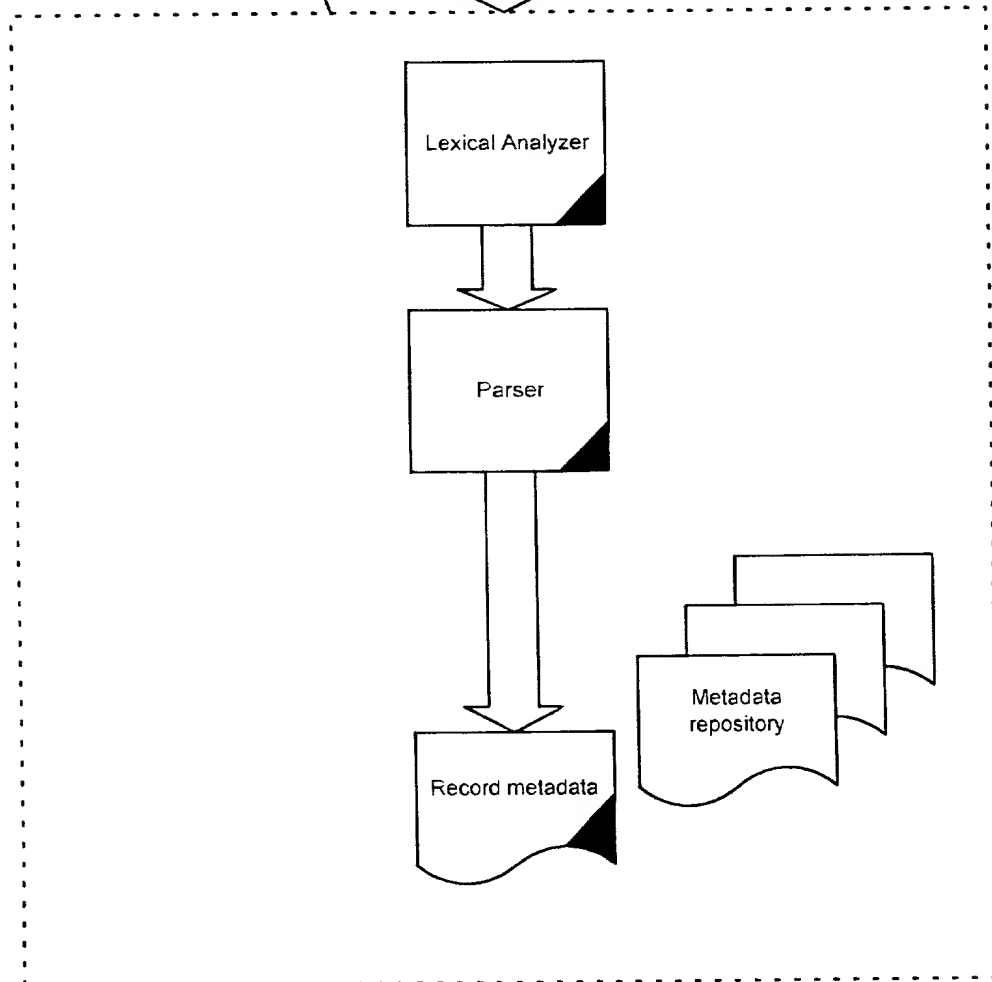 Lexical Analyzer
Parser
Metadata
repository
Record metadata